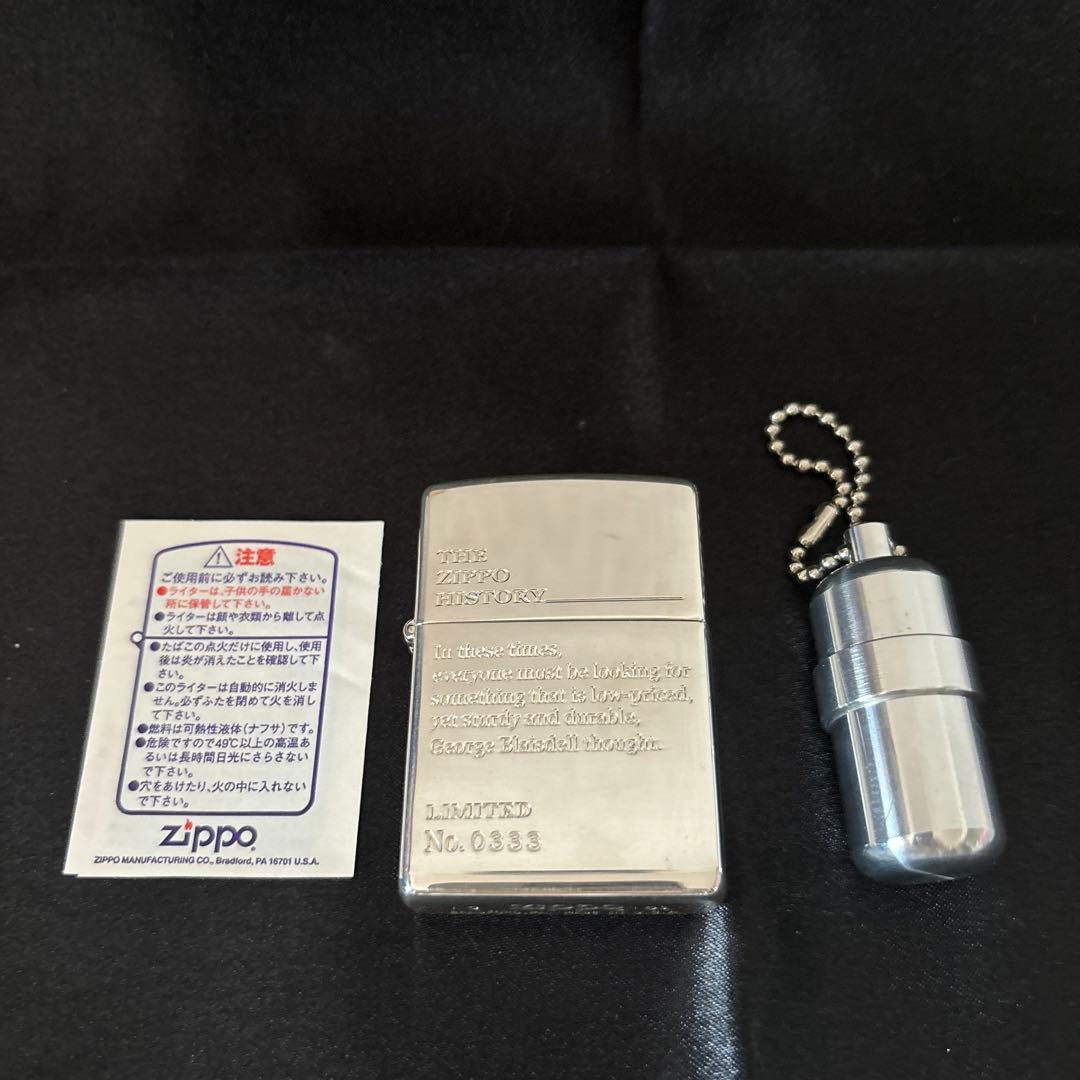 注意
ご使用前に必ずお読み下さい。
●ライターは、子供の手の届かない
所に保管して下さい。
●ライターは顔や衣類から離して点
火して下さい。
●たばこの点火だけに使用し、使用
後は炎が消えたことを確認して下
さい。
●このライターは自動的に消火しま
せん。必ずふたを閉めて火を消し
て下さい。
●燃料は可熱性液体(ナフサ)です。
●危険ですので49℃以上の高温あ
るいは長時間日光にさらさない
で下さい。
●穴をあけたり、火の中に入れない
で下さい。
Zippo
ZIPPO MANUFACTURING CO., Bradford, PA 16701 U.S.A.
THE
ZIPPO
HISTORY
In these times,
everyone must be looking for
something that is low-priced,
yet sturdy and durable,
George Blaisdell thought.
LIMITED
No. 0333